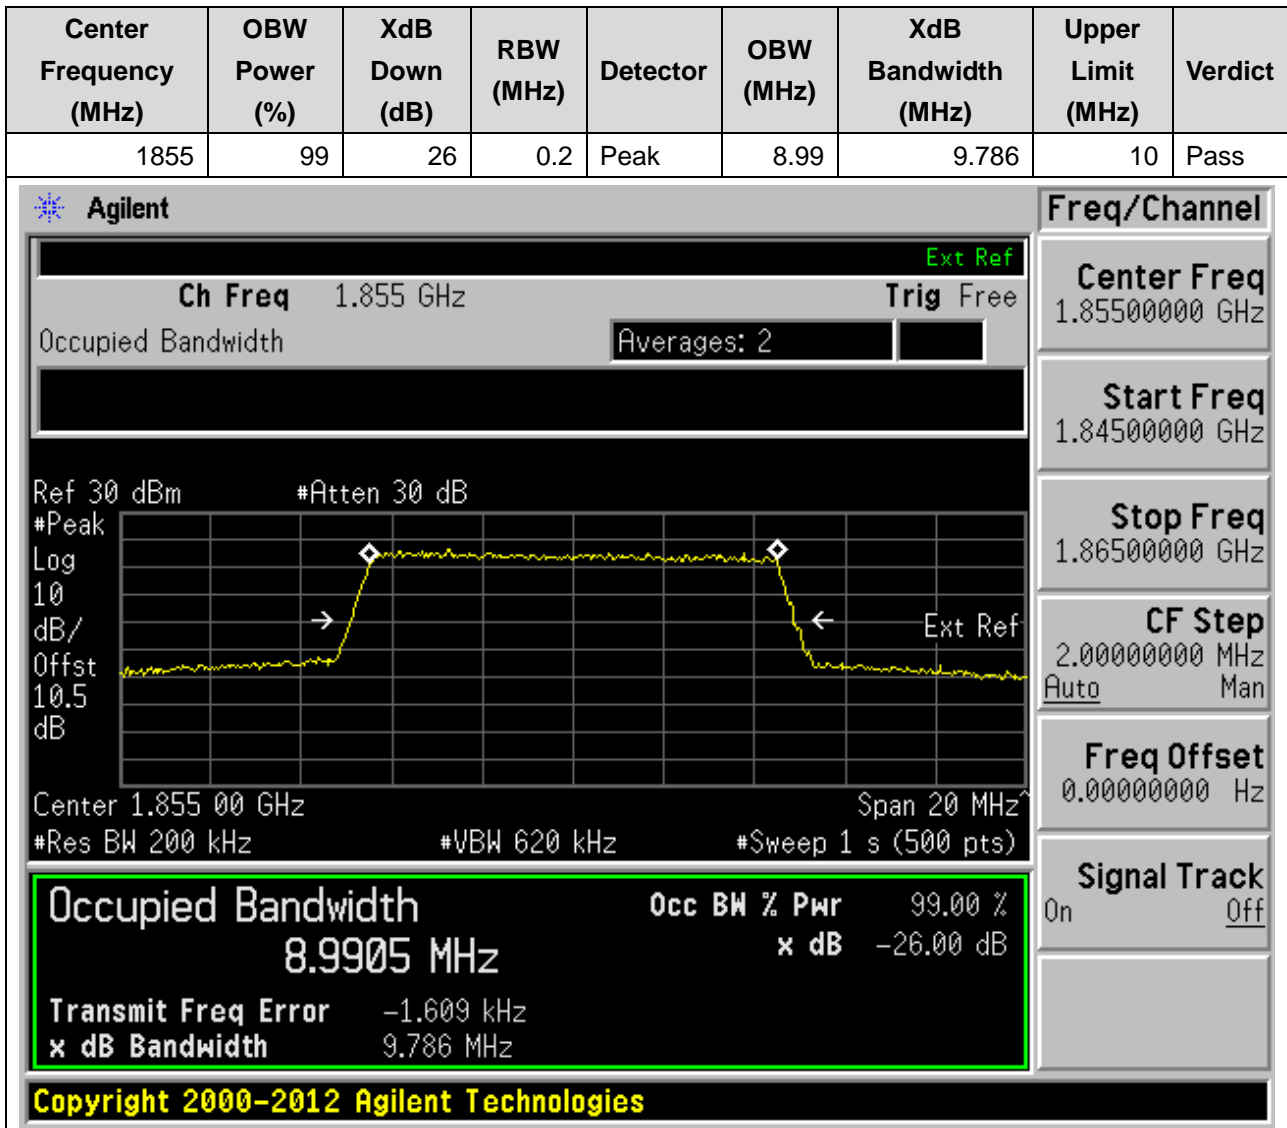 Center Frequency (MHz) OBW Power (%) XdB Down (dB) RBW (MHz) Detector OBW (MHz) XdB Bandwidth (MHz) Upper Limit (MHz) Verdict
1855 99 26 0.2 Peak 8.99 9.786 10 Pass
Agilent
Freq/Channel
Ext Ref
Ch Freq 1.855 GHz Trig Free
Occupied Bandwidth Averages: 2
Center Freq
1.85500000 GHz
Start Freq
1.84500000 GHz
Stop Freq
1.86500000 GHz
CF Step
2.00000000 MHz
Auto Man
Freq Offset
0.00000000 Hz
Signal Track
On Off
Ref 30 dBm #Atten 30 dB
#Peak
Log
10
dB/
Offst
10.5
dB
Ext Ref
Center 1.855 00 GHz Span 20 MHz^
#Res BW 200 kHz #VBW 620 kHz #Sweep 1 s (500 pts)
Occupied Bandwidth Occ BW % Pwr 99.00 %
8.9905 MHz x dB -26.00 dB
Transmit Freq Error -1.609 kHz
x dB Bandwidth 9.786 MHz
Copyright 2000-2012 Agilent Technologies